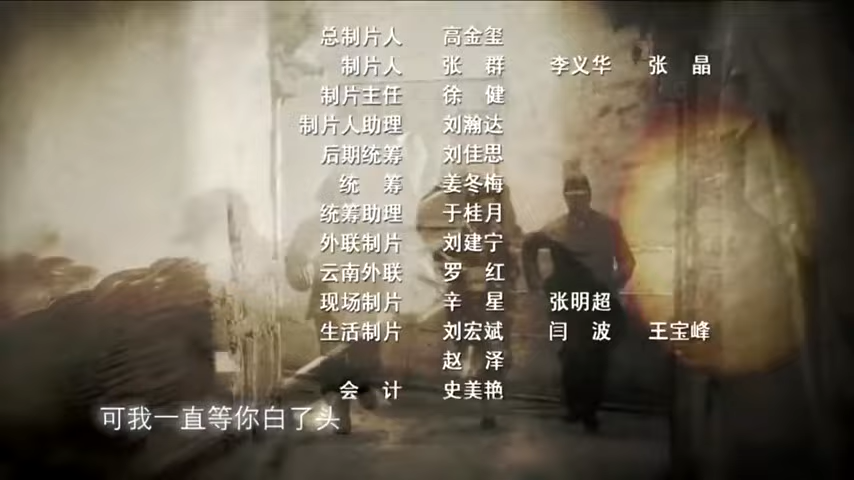 总制片人 高金玺
制片人 张 群 李义华 张 晶
制片主任 徐 健
制片人助理 刘瀚达
后期统筹 刘佳思
统 筹 姜冬梅
统筹助理 于桂月
外联制片 刘建宁
云南外联 罗 红
现场制片 辛 星 张明超
生活制片 刘宏斌 闫 波 王宝峰
赵 泽
会 计 史美艳
可我一直等你白了头